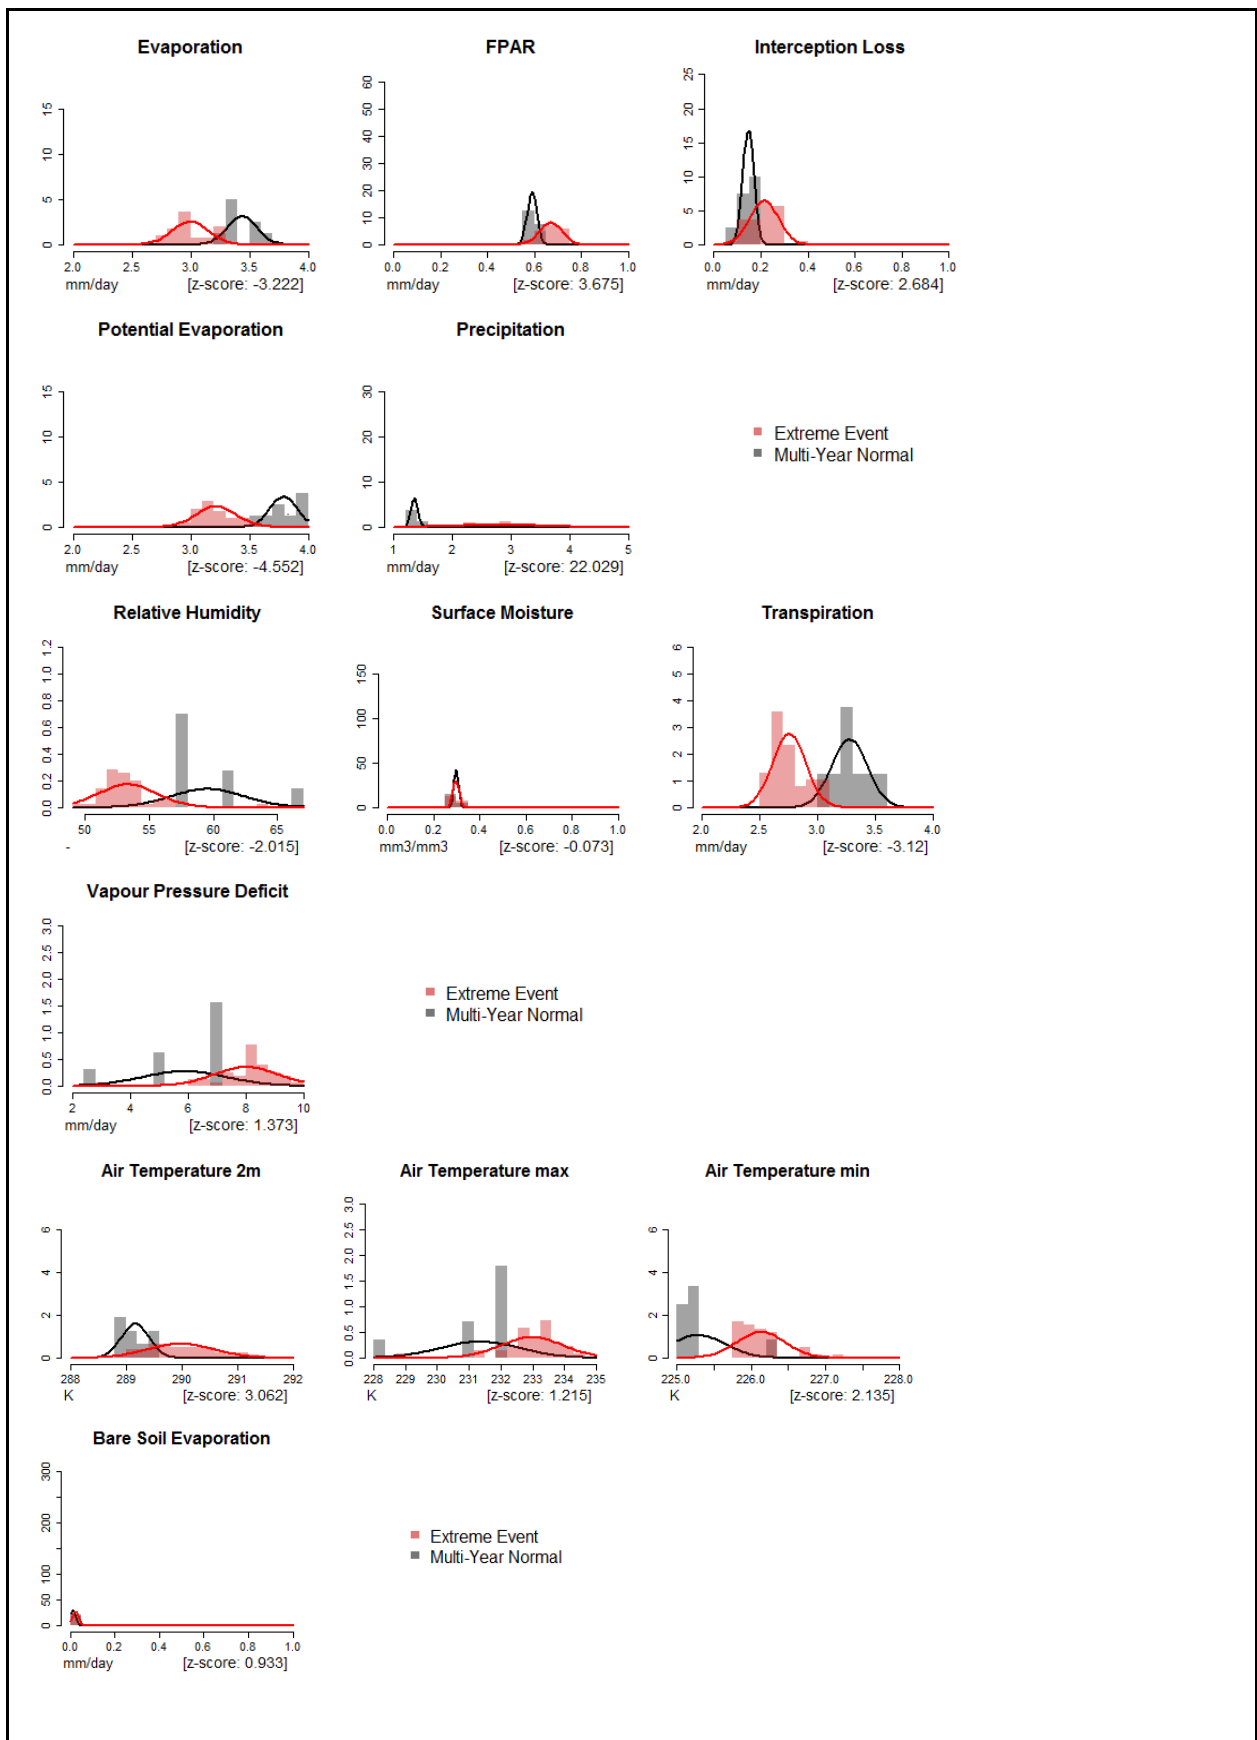 Evaporation FPAR Interception Loss
15
10
5
0
2.0 2.5 3.0 3.5 4.0
mm/day [z-score: -3.222]
60
50
40
30
20
10
0
0.0 0.2 0.4 0.6 0.8 1.0
mm/day [z-score: 3.675]
25
20
15
10
5
0
0.0 0.2 0.4 0.6 0.8 1.0
mm/day [z-score: 2.684]
Potential Evaporation Precipitation
15
10
5
0
2.0 2.5 3.0 3.5 4.0
mm/day [z-score: -4.552]
30
20
10
0
1 2 3 4 5
mm/day [z-score: 22.029]
Extreme Event
Multi-Year Normal
Relative Humidity Surface Moisture Transpiration
1.2
1.0
0.8
0.6
0.4
0.2
0.0
50 55 60 65
- [z-score: -2.015]
150
100
50
0
0.0 0.2 0.4 0.6 0.8 1.0
mm3/mm3 [z-score: -0.073]
6
5
4
3
2
1
0
2.0 2.5 3.0 3.5 4.0
mm/day [z-score: -3.12]
Vapour Pressure Deficit
3.0
2.5
2.0
1.5
1.0
0.5
0.0
2 4 6 8 10
mm/day [z-score: 1.373]
Extreme Event
Multi-Year Normal
Air Temperature 2m Air Temperature max Air Temperature min
6
4
2
0
288 289 290 291 292
K [z-score: 3.062]
3.0
2.5
2.0
1.5
1.0
0.5
0.0
228 229 230 231 232 233 234 235
K [z-score: 1.215]
6
4
2
0
225.0 226.0 227.0 228.0
K [z-score: 2.135]
Bare Soil Evaporation
300
200
100
50
0
0.0 0.2 0.4 0.6 0.8 1.0
mm/day [z-score: 0.933]
Extreme Event
Multi-Year Normal